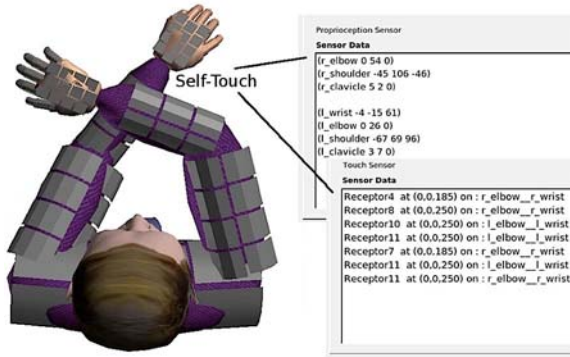 Self-Touch
Proprioception Sensor
Sensor Data
(r_elbow 0 54 0)
(r_shoulder -45 106 -46)
(r_clavicle 5 2 0)
(l_wrist -4 -15 61)
(l_elbow 0 26 0)
(l_shoulder -67 69 96)
(l_clavicle 3 7 0)
Touch Sensor
Sensor Data
Receptor4 at (0,0,185) on : r_elbow__r_wrist
Receptor8 at (0,0,250) on : r_elbow__r_wrist
Receptor10 at (0,0,250) on : l_elbow__l_wrist
Receptor11 at (0,0,250) on : l_elbow__l_wrist
Receptor7 at (0,0,185) on : r_elbow__r_wrist
Receptor11 at (0,0,250) on : l_elbow__l_wrist
Receptor11 at (0,0,250) on : r_elbow__r_wrist